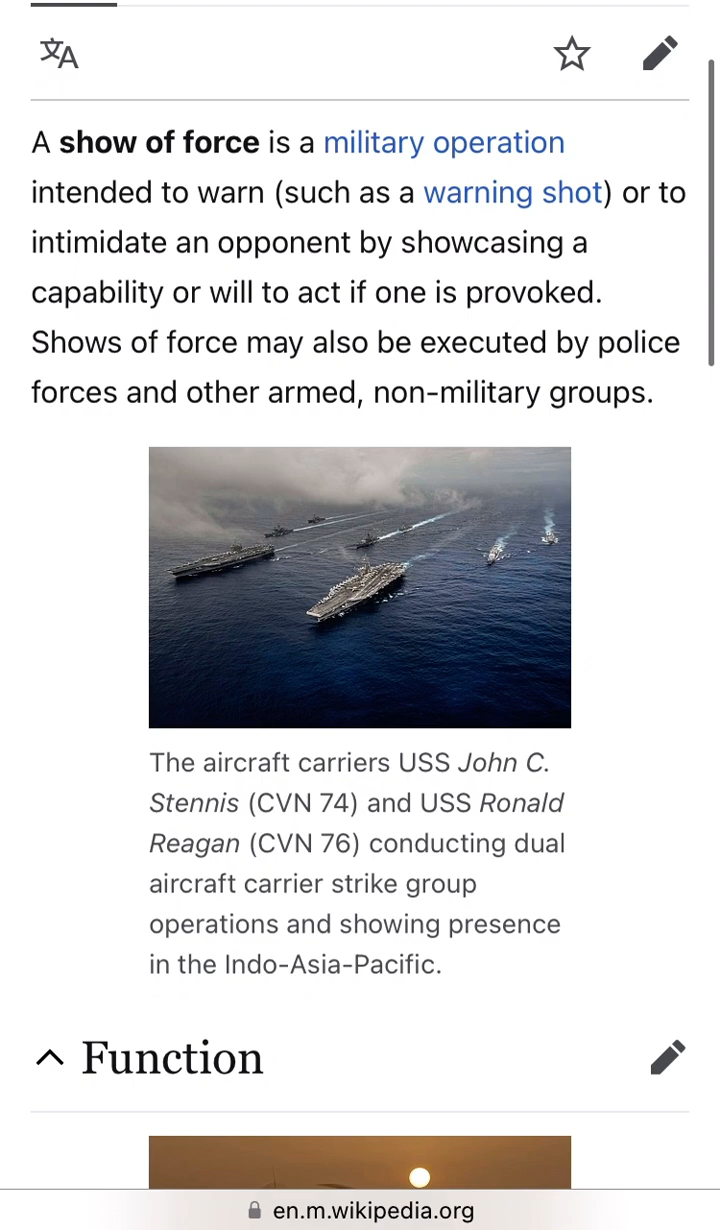 A show of force is a military operation
intended to warn (such as a warning shot) or to
intimidate an opponent by showcasing a
capability or will to act if one is provoked.
Shows of force may also be executed by police
forces and other armed, non-military groups.
The aircraft carriers USS John C.
Stennis (CVN 74) and USS Ronald
Reagan (CVN 76) conducting dual
aircraft carrier strike group
operations and showing presence
in the Indo-Asia-Pacific.
Function
en.m.wikipedia.org